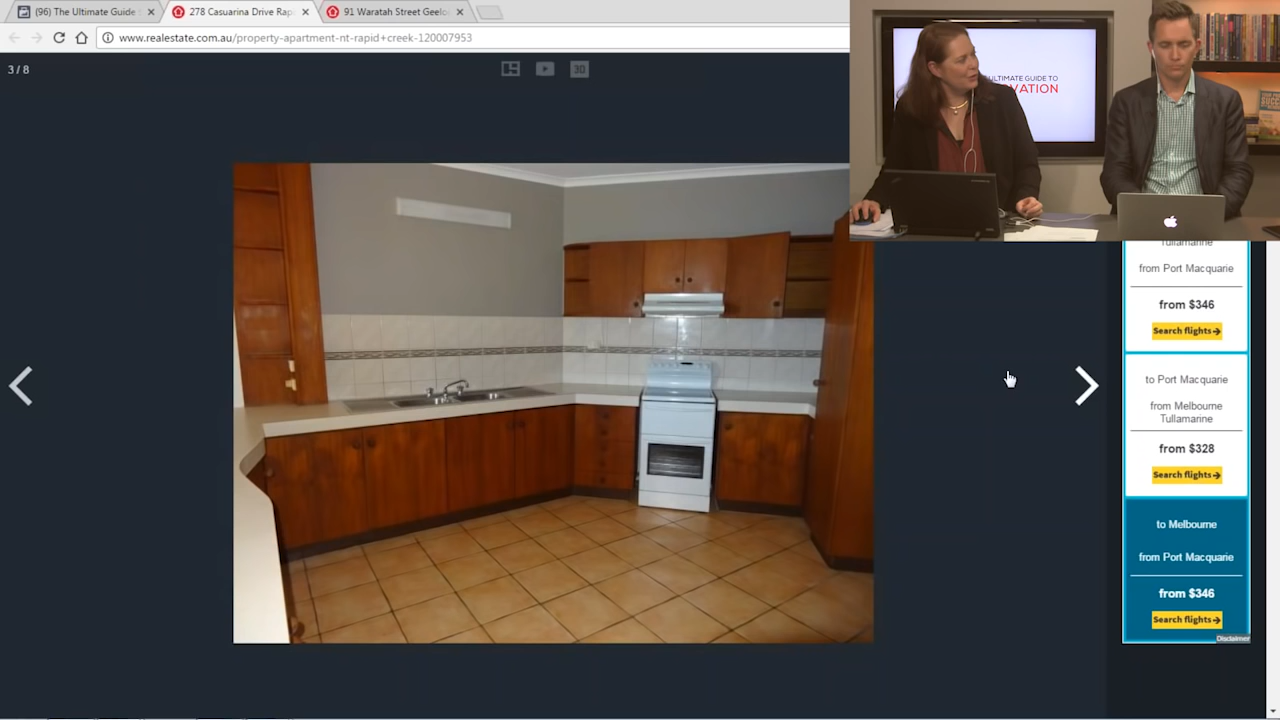 (96) The Ultimate Guide
278 Casuarina Drive Rap
91 Waratah Street Geelo
www.realestate.com.au/property-apartment-nt-rapid+creek-120007953
3 / 8
30
ULTIMATE GUIDE TO
VATION
Tullamarine
from Port Macquarie
from $346
Search flights
to Port Macquarie
from Melbourne
Tullamarine
from $328
Search flights
to Melbourne
from Port Macquarie
from $346
Search flights
Disclaimer